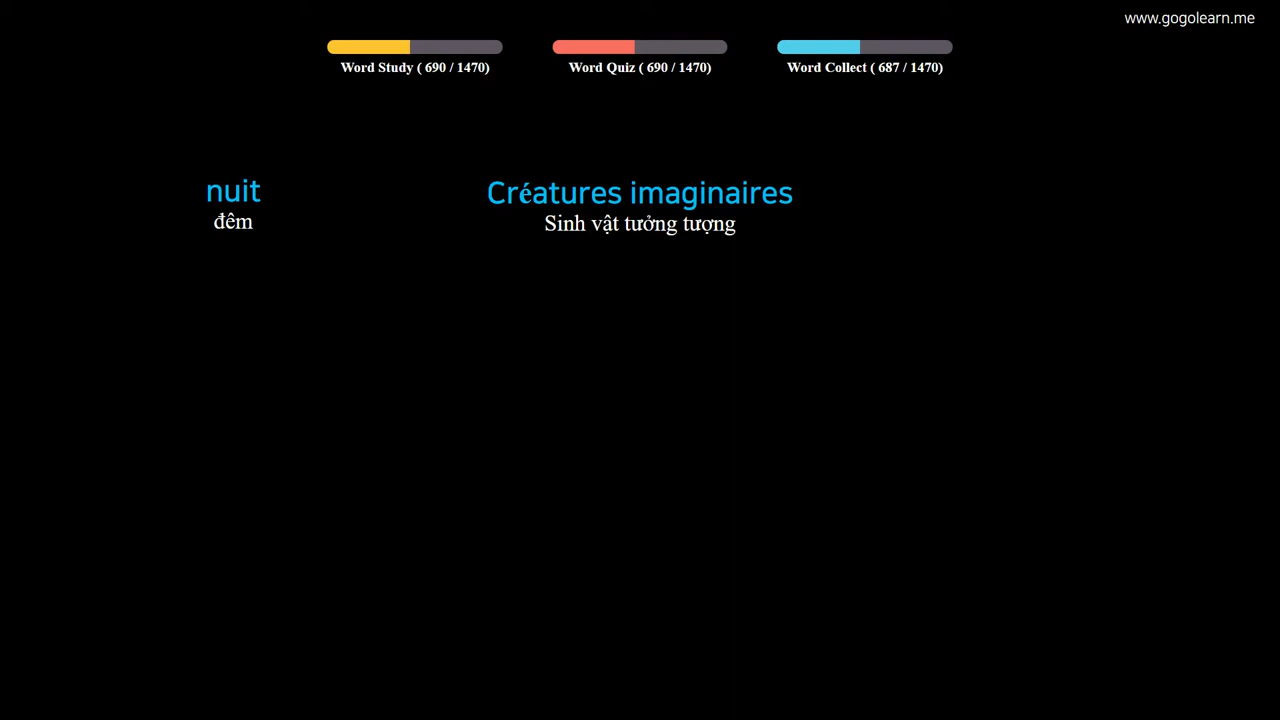 www.gogolearn.me
Word Study ( 690 / 1470)
Word Quiz ( 690 / 1470)
Word Collect ( 687 / 1470)
nuit
đêm
Créatures imaginaires
Sinh vật tưởng tượng